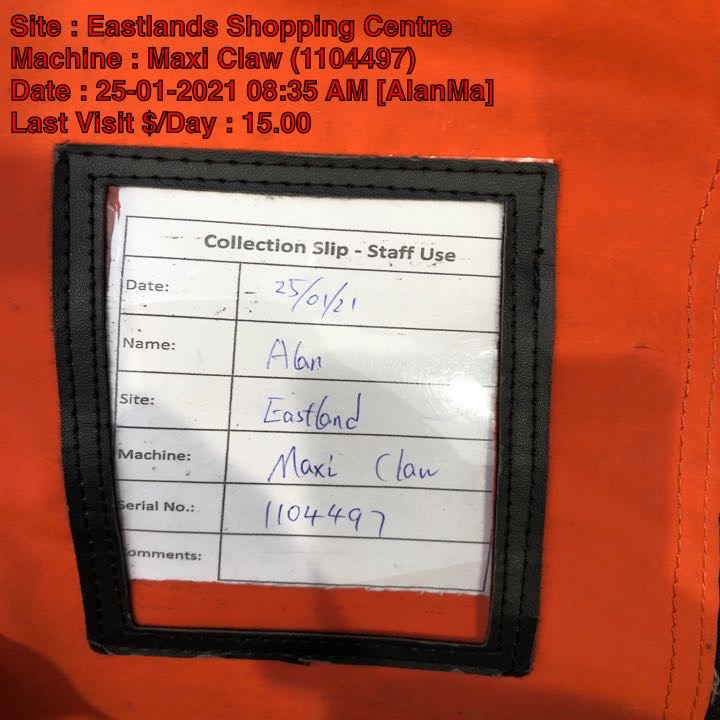 Site : Eastlands Shopping Centre
Machine : Maxi Claw (1104497)
Date : 25-01-2021 08:35 AM [AlanMa]
Last Visit $/Day : 15.00
Collection Slip - Staff Use
Date: 25/01/21
Name: Alan
Site: Eastland
Machine: Maxi Claw
Serial No.: 1104497
omments: